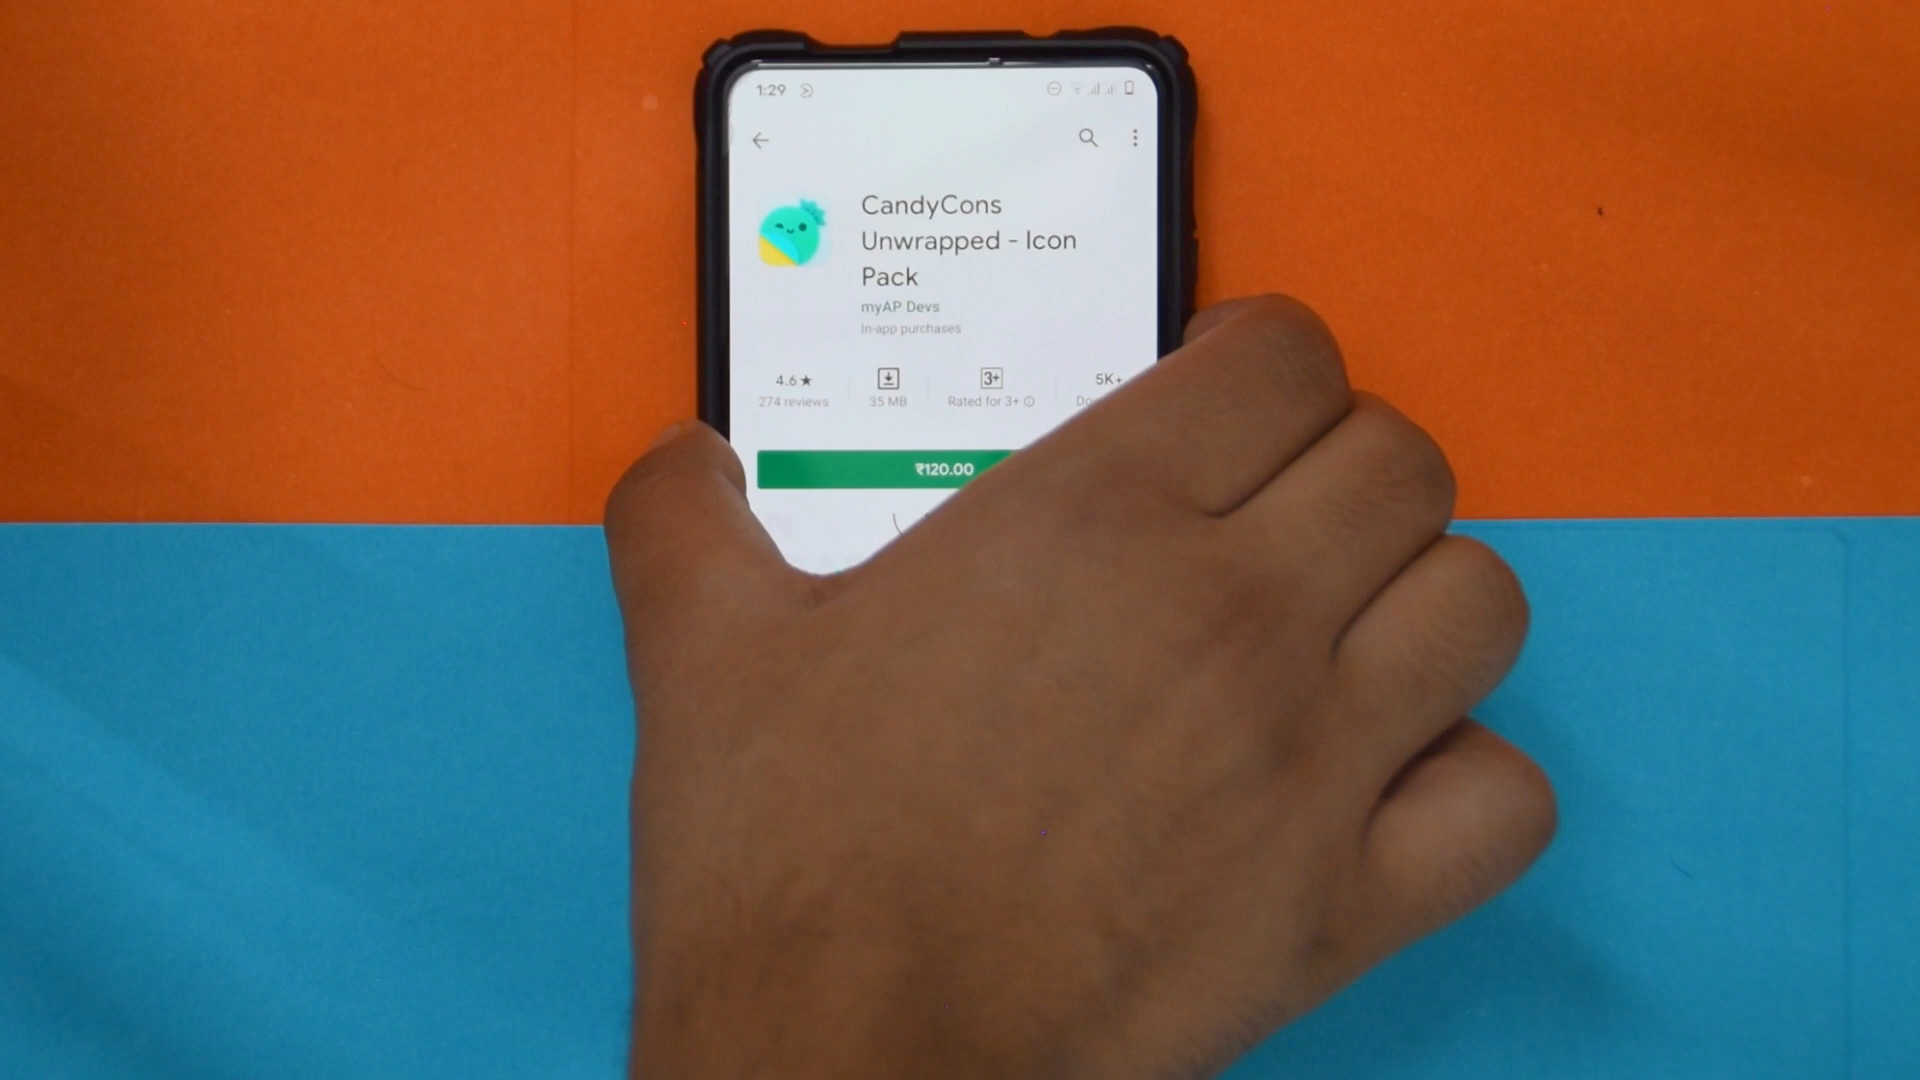 1:29
CandyCons
Unwrapped - Icon
Pack
myAP Devs
In-app purchases
4.6★ 3+ 5K+
274 reviews 35 MB Rated for 3+
₹120.00